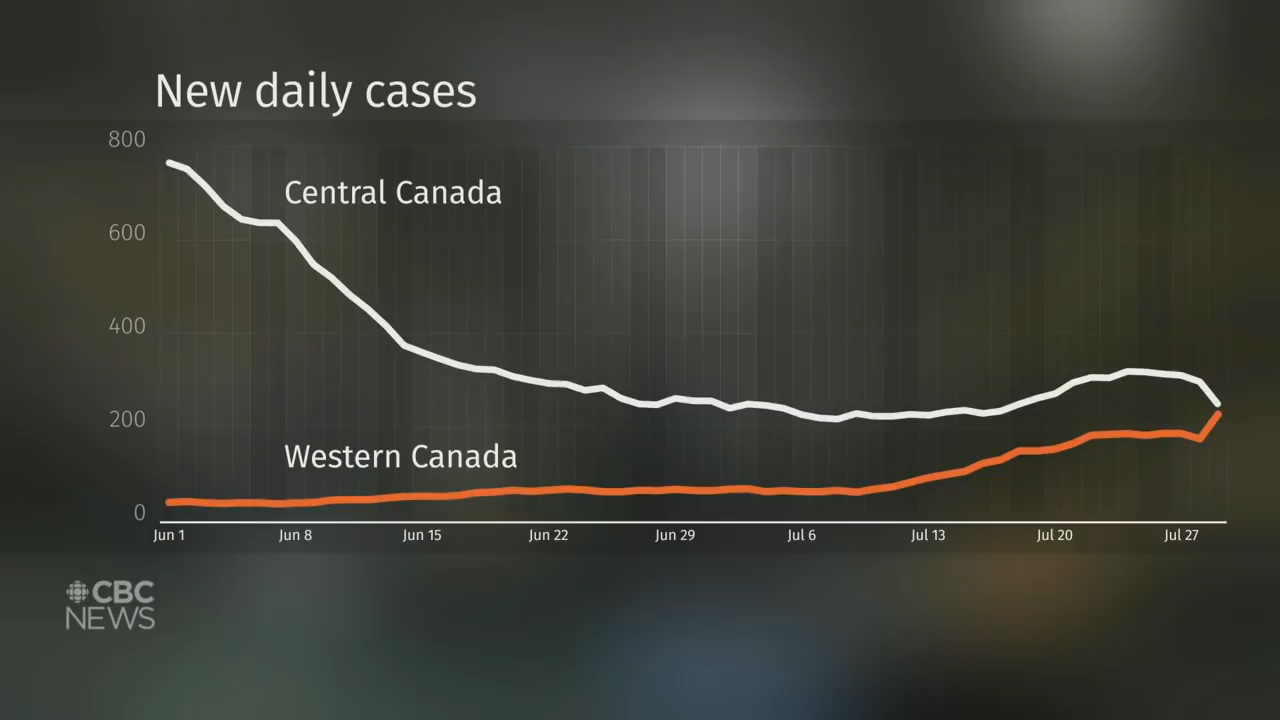 New daily cases
800
Central Canada
600
400
200
Western Canada
0
Jun 1 Jun 8 Jun 15 Jun 22 Jun 29 Jul 6 Jul 13 Jul 20 Jul 27
CBC
NEWS